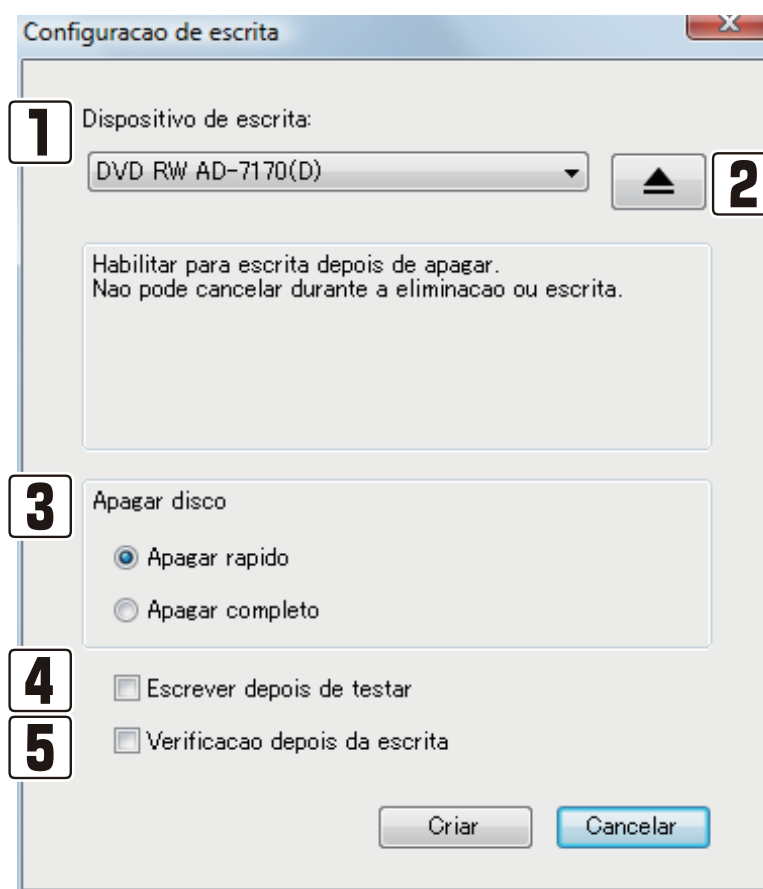 Configuracao de escrita
X
1
Dispositivo de escrita:
DVD RW AD-7170(D)
2
Habilitar para escrita depois de apagar.
Nao pode cancelar durante a eliminacao ou escrita.
3
Apagar disco
Apagar rapido
Apagar completo
4
Escrever depois de testar
5
Verificacao depois da escrita
Criar
Cancelar